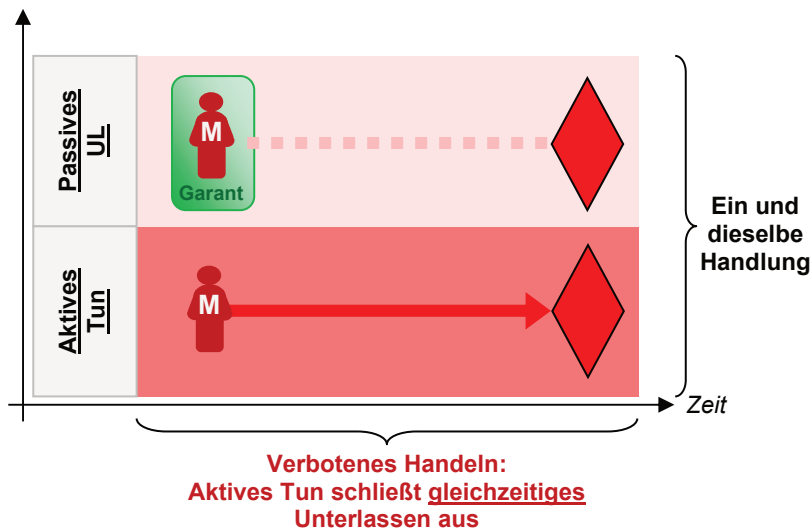 Passives
UL
M
Garant
Aktives
Tun
M
Ein und
dieselbe
Handlung
Zeit
Verbotenes Handeln:
Aktives Tun schließt gleichzeitiges
Unterlassen aus